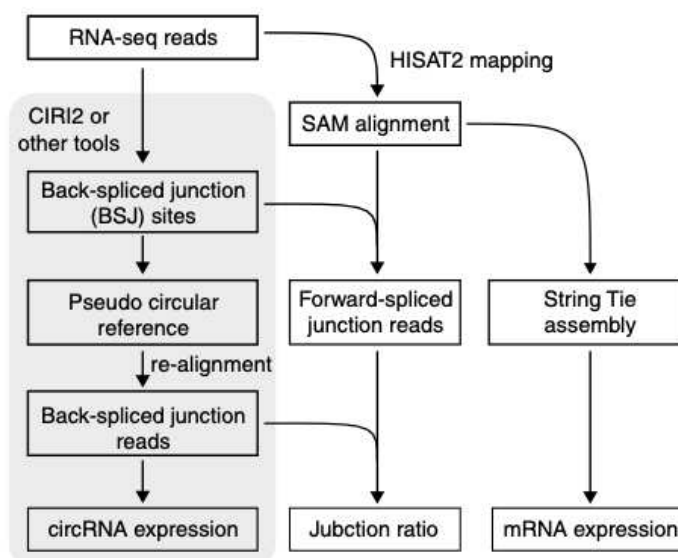 RNA-seq reads
HISAT2 mapping
CIRI2 or
other tools
SAM alignment
Back-spliced junction
(BSJ) sites
Pseudo circular
reference
Forward-spliced
junction reads
String Tie
assembly
re-alignment
Back-spliced junction
reads
circRNA expression
Jubction ratio
mRNA expression